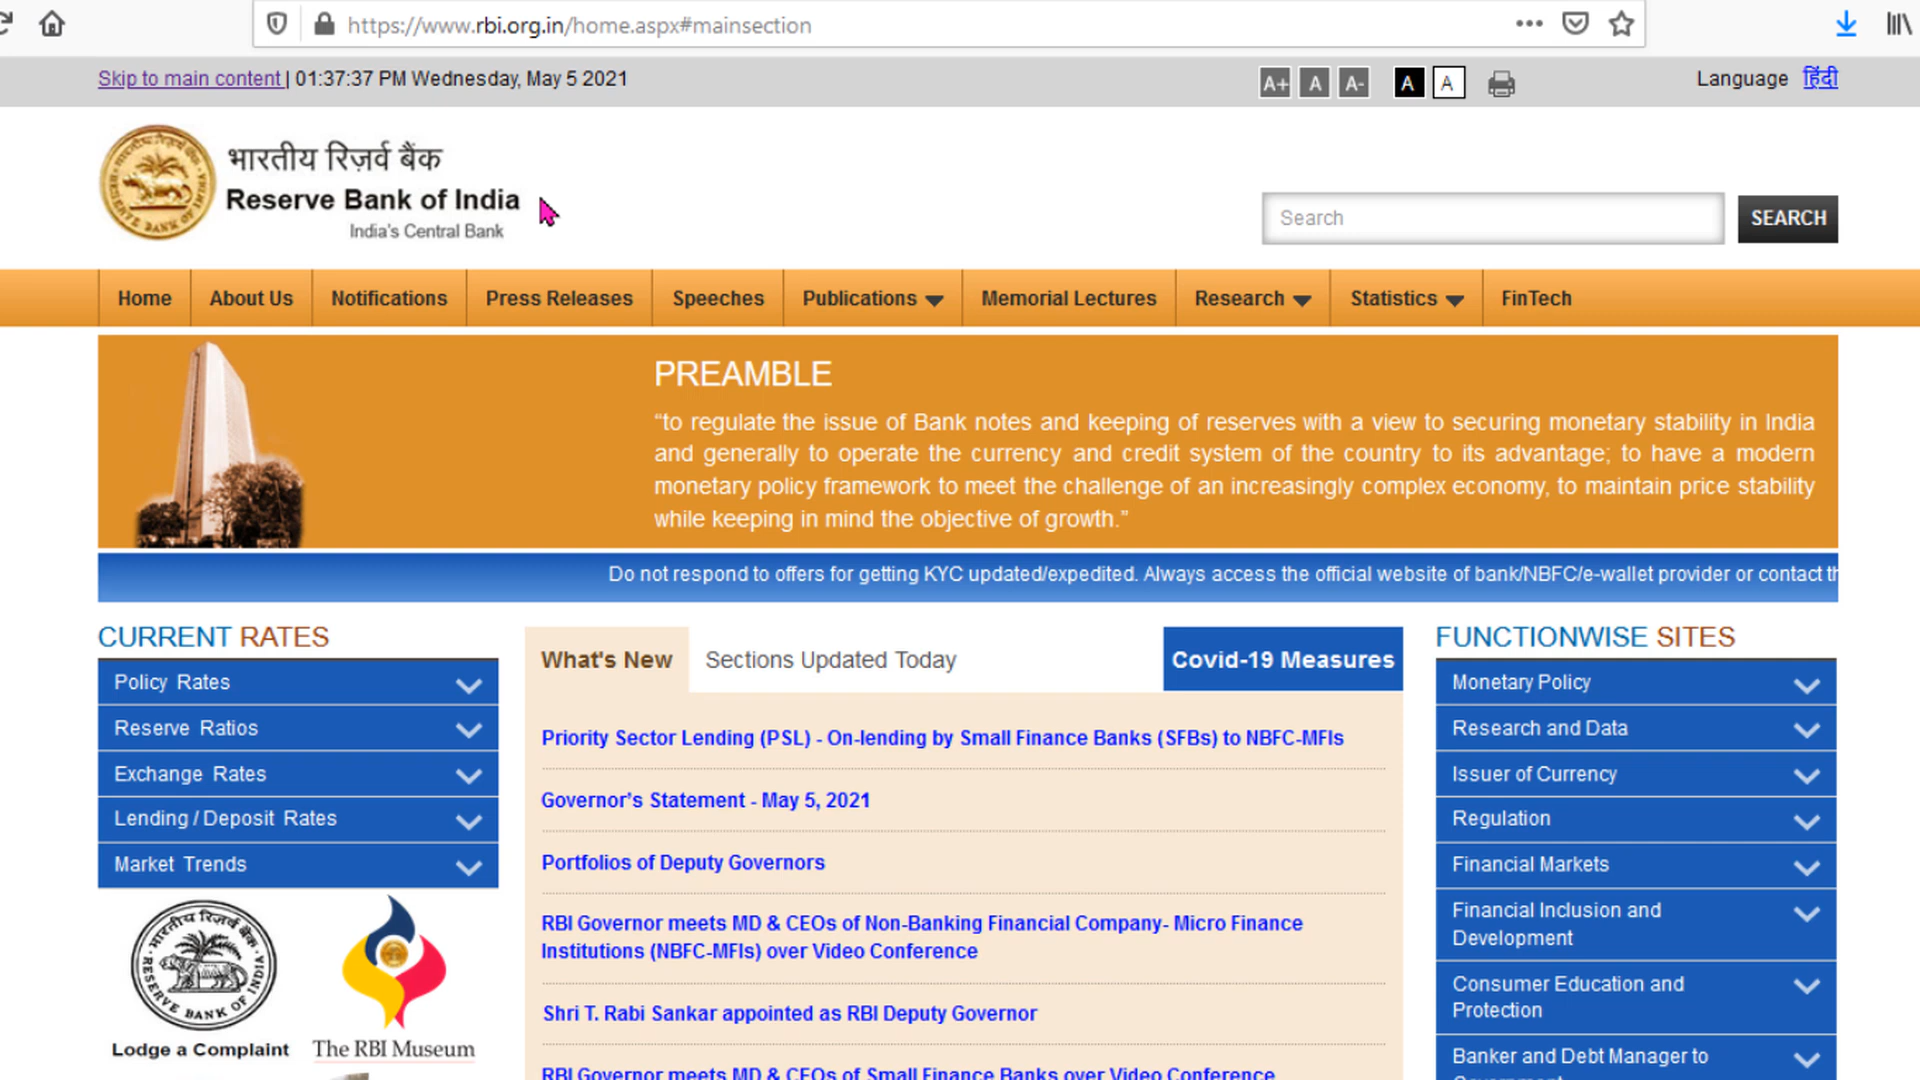 https://www.rbi.org.in/home.aspx#mainsection
Skip to main content | 01:37:37 PM Wednesday, May 5 2021
A+ A A- A A
Language हिंदी
भारतीय रिज़र्व बैंक
Reserve Bank of India
India's Central Bank
Search
SEARCH
Home About Us Notifications Press Releases Speeches Publications Memorial Lectures Research Statistics FinTech
PREAMBLE
“to regulate the issue of Bank notes and keeping of reserves with a view to securing monetary stability in India
and generally to operate the currency and credit system of the country to its advantage; to have a modern
monetary policy framework to meet the challenge of an increasingly complex economy, to maintain price stability
while keeping in mind the objective of growth.”
Do not respond to offers for getting KYC updated/expedited. Always access the official website of bank/NBFC/e-wallet provider or contact
CURRENT RATES
Policy Rates
Reserve Ratios
Exchange Rates
Lending / Deposit Rates
Market Trends
भारतीय रिज़र्व बैंक
RESERVE BANK OF INDIA
Lodge a Complaint
The RBI Museum
What's New
Sections Updated Today
Covid-19 Measures
Priority Sector Lending (PSL) - On-lending by Small Finance Banks (SFBs) to NBFC-MFIs
Governor’s Statement - May 5, 2021
Portfolios of Deputy Governors
RBI Governor meets MD & CEOs of Non-Banking Financial Company- Micro Finance
Institutions (NBFC-MFIs) over Video Conference
Shri T. Rabi Sankar appointed as RBI Deputy Governor
RBI Governor meets MD & CEOs of Small Finance Banks over Video Conference
FUNCTIONWISE SITES
Monetary Policy
Research and Data
Issuer of Currency
Regulation
Financial Markets
Financial Inclusion and
Development
Consumer Education and
Protection
Banker and Debt Manager to